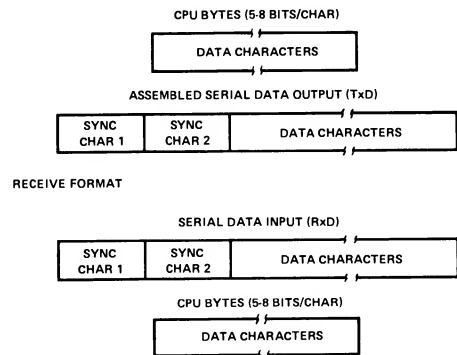 CPU BYTES (5-8 BITS/CHAR)
DATA CHARACTERS
ASSEMBLED SERIAL DATA OUTPUT (TxD)
SYNC CHAR 1
SYNC CHAR 2
DATA CHARACTERS
RECEIVE FORMAT
SERIAL DATA INPUT (RxD)
SYNC CHAR 1
SYNC CHAR 2
DATA CHARACTERS
CPU BYTES (5-8 BITS/CHAR)
DATA CHARACTERS